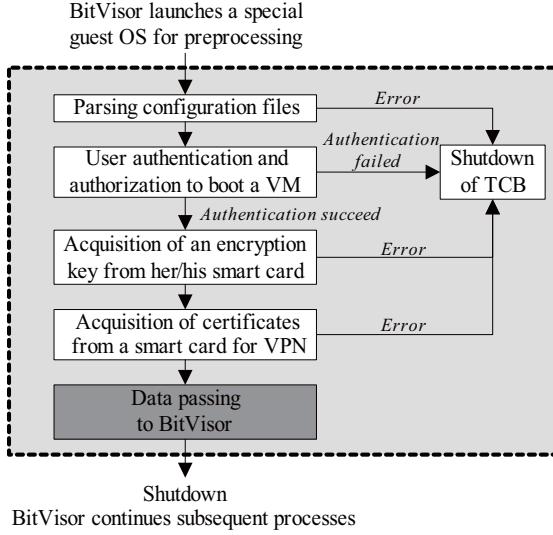 BitVisor launches a special
guest OS for preprocessing
Parsing configuration files
Error
User authentication and
authorization to boot a VM
Authentication
failed
Shutdown
of TCB
Authentication succeed
Acquisition of an encryption
key from her/his smart card
Error
Acquisition of certificates
from a smart card for VPN
Error
Data passing
to BitVisor
Shutdown
BitVisor continues subsequent processes